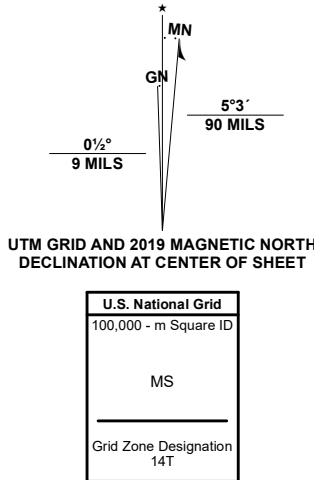 ★
MN
GN
5°3´
90 MILS
0½°
9 MILS
UTM GRID AND 2019 MAGNETIC NORTH
DECLINATION AT CENTER OF SHEET
U.S. National Grid
100,000 - m Square ID
MS
Grid Zone Designation
14T